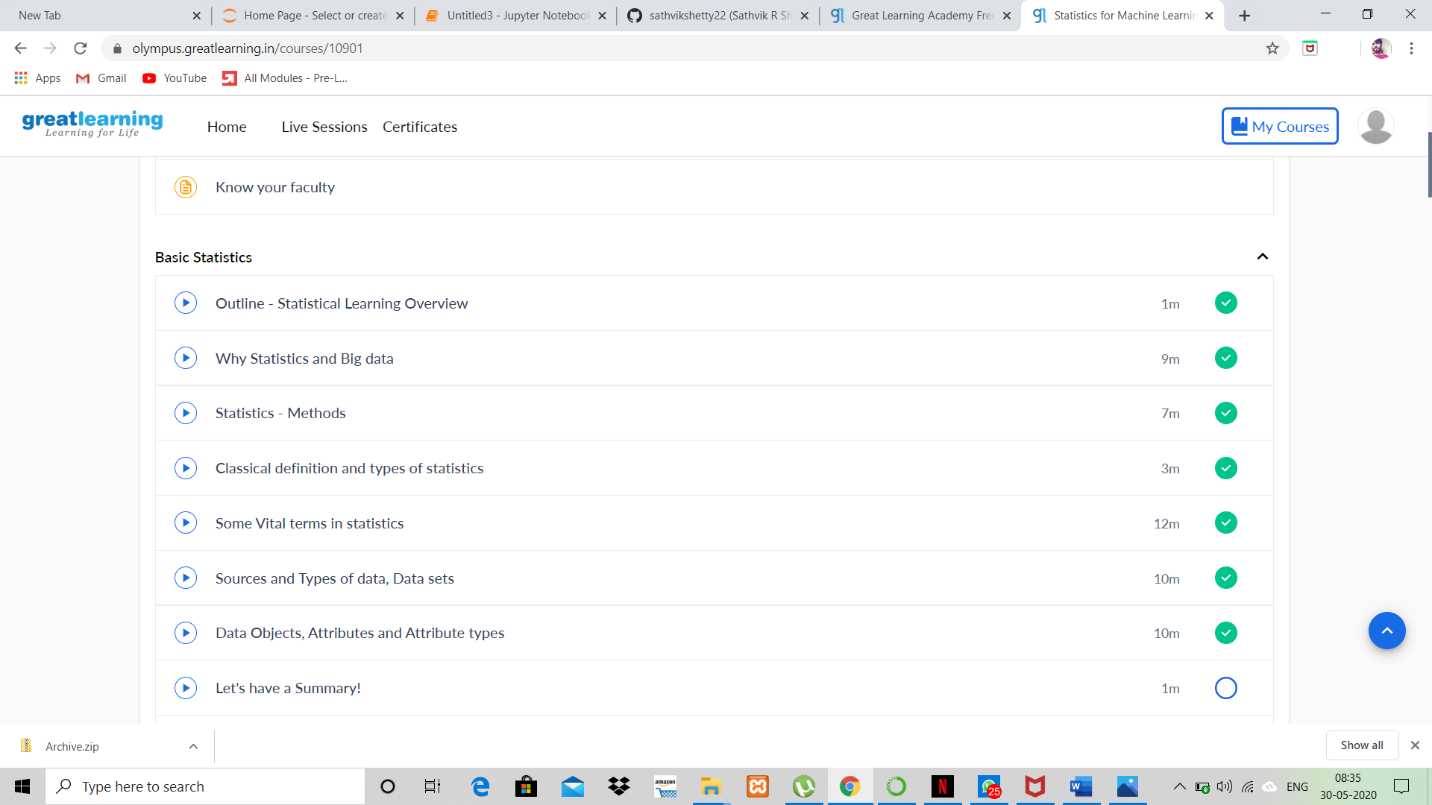 New Tab
Home Page - Select or create
Untitled3 - Jupyter Notebook
sathvikshetty22 (Sathvik R Sh
Great Learning Academy Free
Statistics for Machine Learnin
olympus.greatlearning.in/courses/10901
Apps
Gmail
YouTube
All Modules - Pre-L...
greatlearning
Learning for Life
Home
Live Sessions
Certificates
My Courses
Know your faculty
Basic Statistics
Outline - Statistical Learning Overview 1m
Why Statistics and Big data 9m
Statistics - Methods 7m
Classical definition and types of statistics 3m
Some Vital terms in statistics 12m
Sources and Types of data, Data sets 10m
Data Objects, Attributes and Attribute types 10m
Let's have a Summary! 1m
Archive.zip
Show all
Type here to search
amazon
N
25
W
ENG
08:35
30-05-2020